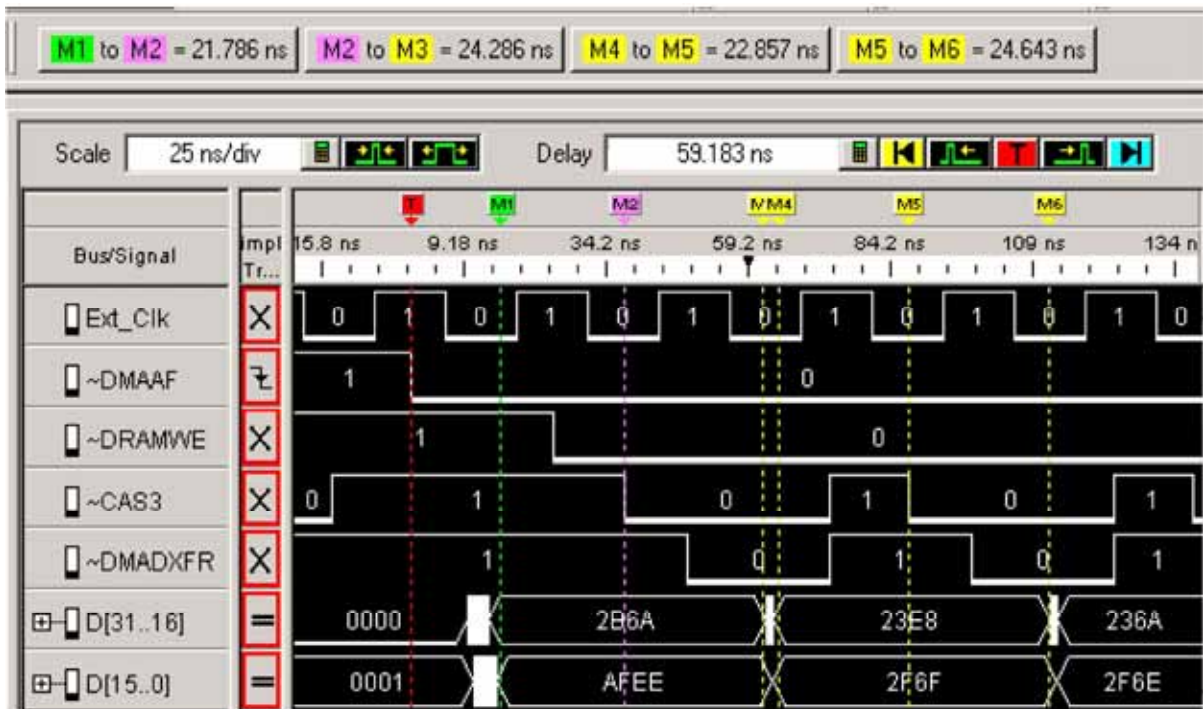 M1 to M2 = 21.786 ns M2 to M3 = 24.286 ns M4 to M5 = 22.857 ns M5 to M6 = 24.643 ns
Scale 25 ns/div Delay 59.183 ns T
T M1 M2 M M4 M5 M6
Bus/Signal impl 15.8 ns 9.18 ns 34.2 ns 59.2 ns 84.2 ns 109 ns 134 n
Tr...
Ext_Clk X 0 1 0 1 0 1 0 1 0 1 0 1 0
~DMAAF 1 0
~DRAMWE X 1 0
~CAS3 X 0 1 0 1 0 1
~DMADXFR X 1 0 1 0 1
D[31..16] = 0000 2B6A 23E8 236A
D[15..0] = 0001 AFEE 2F6F 2F6E